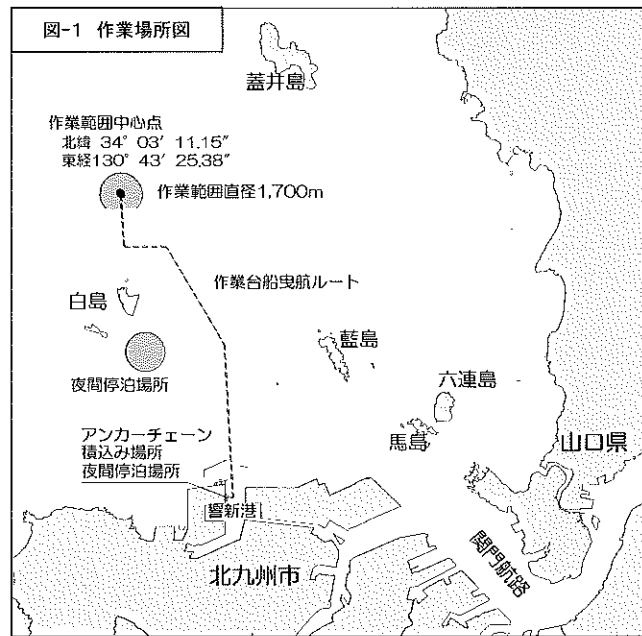 図-1 作業場所図
蓋井島
作業範囲中心点
北緯 34° 03′ 11.15″
東経130° 43′ 25.38″
作業範囲直径1,700m
作業台船曳航ルート
白島
藍島
夜間停泊場所
六連島
馬島
山口県
アンカーチェーン
積込み場所
夜間停泊場所
響新港
北九州市
関門航路